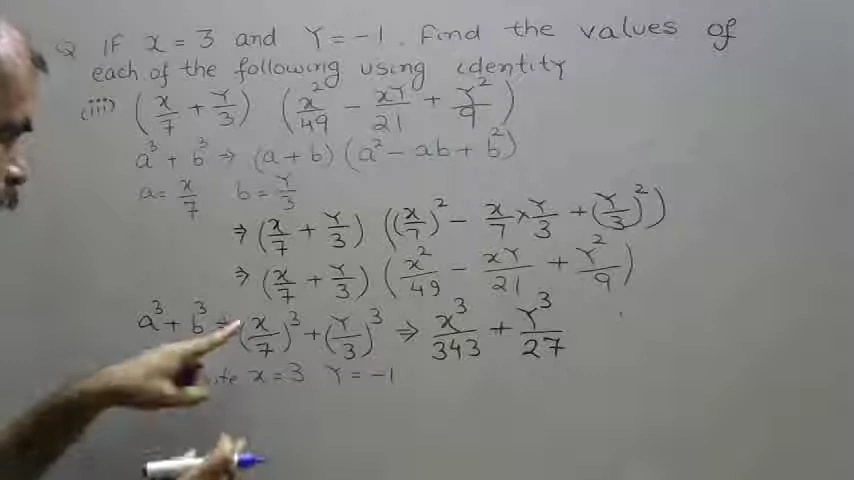 Q IF x = 3 and Y = -1. Find the values of
each of the following using identity
(iii) (x/7 + Y/3) (x²/49 - xY/21 + Y²/9)
a³ + b³ ⇒ (a + b) (a² - ab + b²)
a = x/7 b = Y/3
⇒ (x/7 + Y/3) ((x/7)² - x/7 × Y/3 + (Y/3)²)
⇒ (x/7 + Y/3) (x²/49 - xY/21 + Y²/9)
a³ + b³ ⇒ (x/7)³ + (Y/3)³ ⇒ x³/343 + Y³/27
x = 3 Y = -1